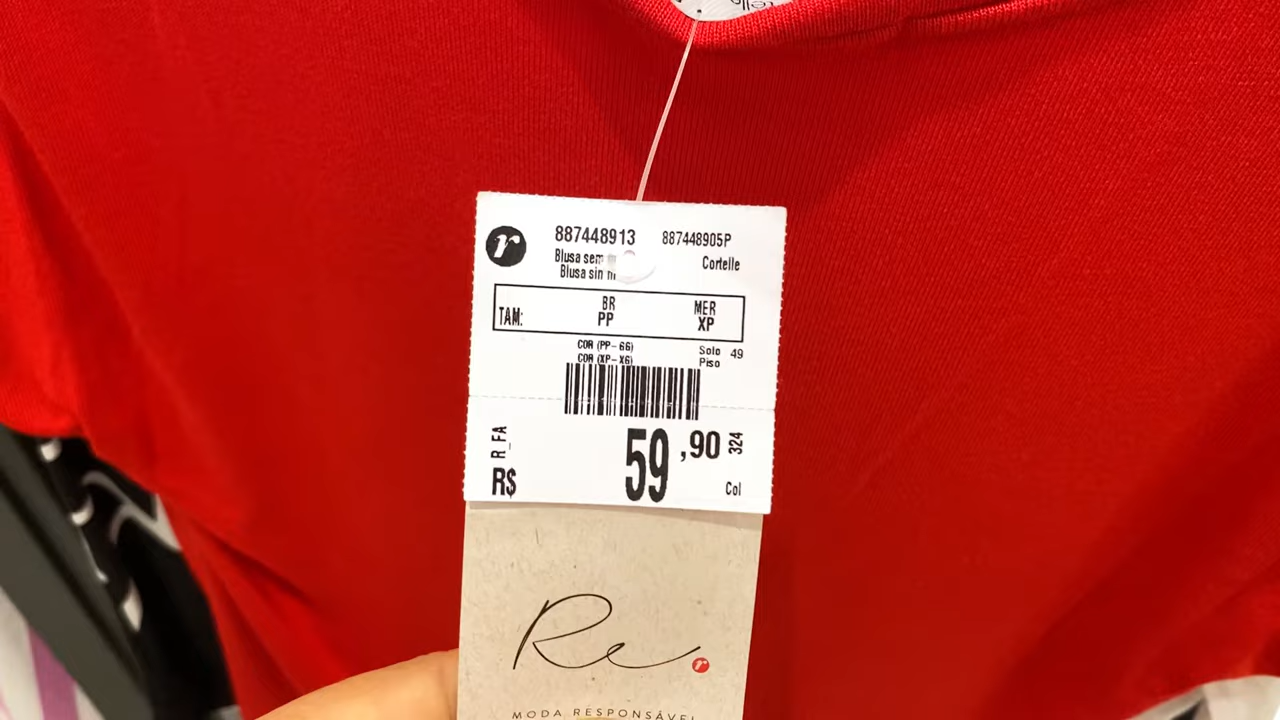 887448913 887448905P
Blusa sem
Blusa sin
Cortelle
BR MER
TAM: PP XP
COR (PP-66)
COR (XP-X6)
Solo 49
Piso
R_FA
R$ 59,90
324
Col
Re
r
MODA RESPONSÁVEL